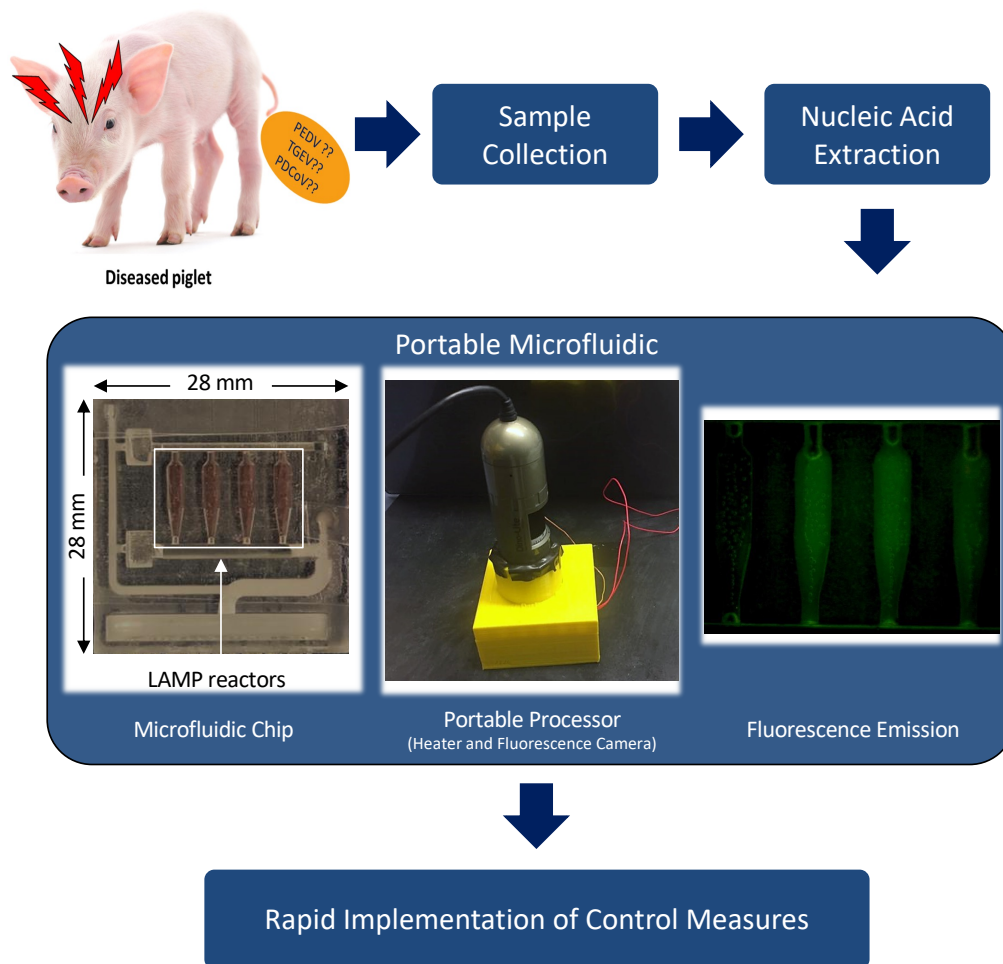 PEDV ??
TGEV??
PDCoV??
Diseased piglet
Sample
Collection
Nucleic Acid
Extraction
Portable Microfluidic
28 mm
28 mm
LAMP reactors
Microfluidic Chip
Portable Processor
(Heater and Fluorescence Camera)
Fluorescence Emission
Rapid Implementation of Control Measures